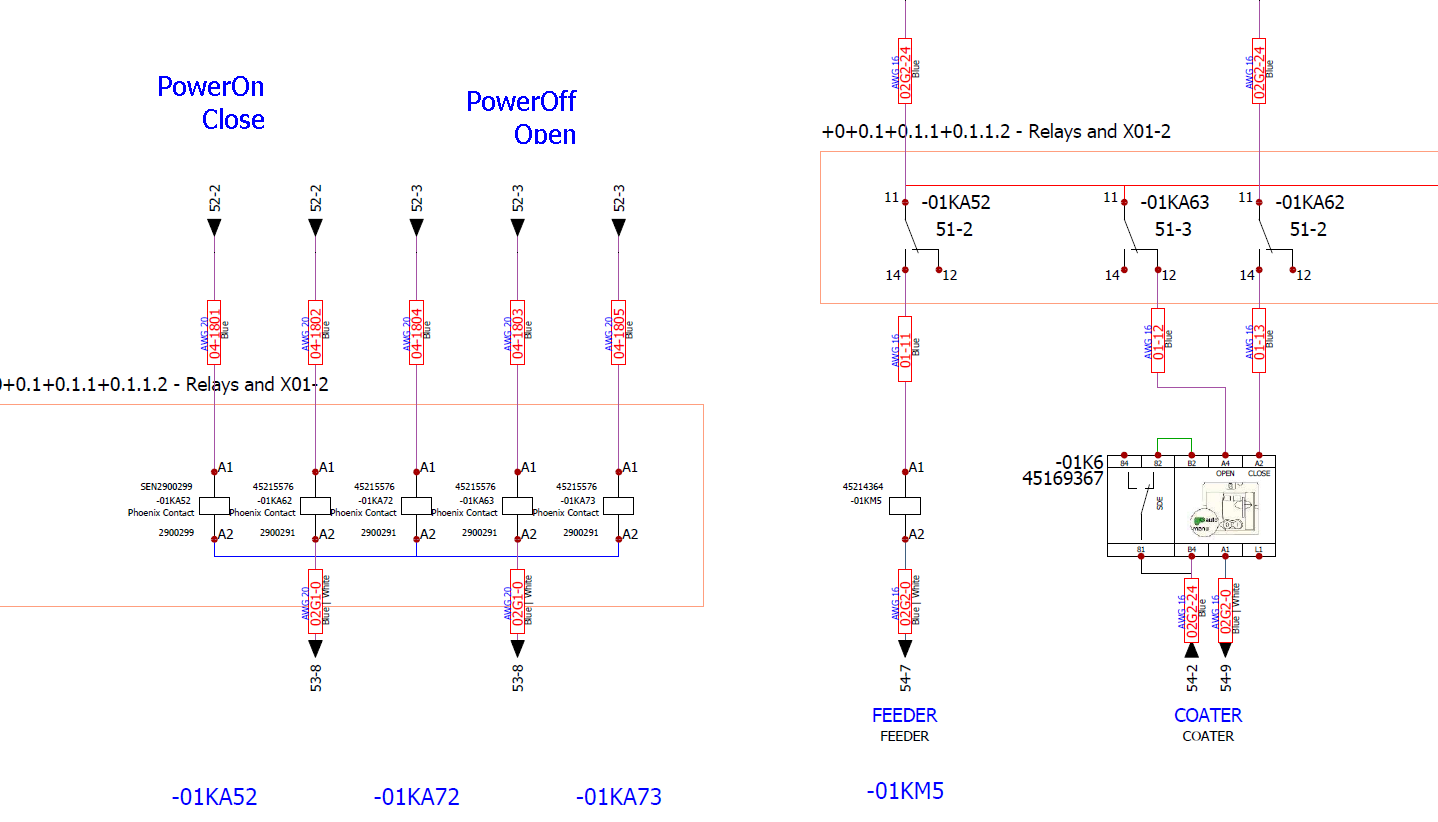 PowerOn
Close
PowerOff
Open
52-2
52-2
52-3
52-3
52-3
AWG 20
04-1801
Blue
AWG 20
04-1802
Blue
AWG 20
04-1804
Blue
AWG 20
04-1803
Blue
AWG 20
04-1805
Blue
+0.1+0.1.1+0.1.1.2 - Relays and X01-2
A1
A1
A1
A1
A1
SEN2900299
-01KA52
Phoenix Contact
2900299
45215576
-01KA62
Phoenix Contact
2900291
45215576
-01KA72
Phoenix Contact
2900291
45215576
-01KA63
Phoenix Contact
2900291
45215576
-01KA73
Phoenix Contact
2900291
A2
A2
A2
A2
A2
AWG 20
02G1-0
Blue | White
AWG 20
02G1-0
Blue | White
53-8
53-8
-01KA52
-01KA72
-01KA73
AWG 16
02G2-24
Blue
AWG 16
02G2-24
Blue
+0+0.1+0.1.1+0.1.1.2 - Relays and X01-2
11
-01KA52
51-2
14
12
11
-01KA63
51-3
14
12
11
-01KA62
51-2
14
12
AWG 16
01-11
Blue
AWG 16
01-12
Blue
AWG 16
01-13
Blue
A1
45214364
-01KM5
A2
AWG 16
02G2-0
Blue | White
54-7
FEEDER
FEEDER
-01KM5
-01K6
45169367
84
82
B2
A4
A2
OPEN
CLOSE
SDE
auto
manu
81
B4
A1
L1
AWG 16
02G2-24
Blue
AWG 16
02G2-0
Blue | White
54-2
54-9
COATER
COATER